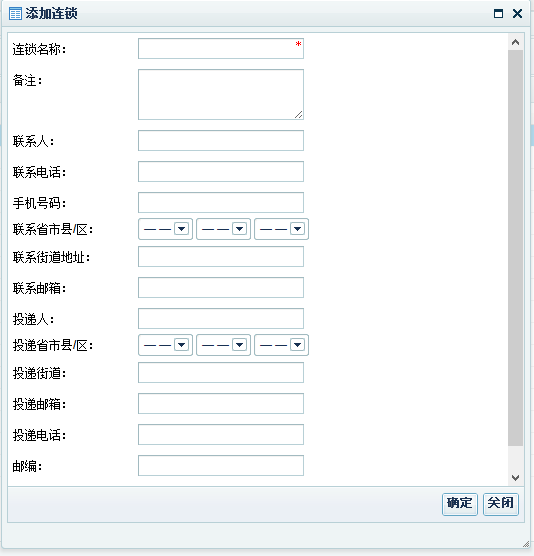 添加连锁
连锁名称： *
备注：
联系人：
联系电话：
手机号码：
联系省市县/区： — — — — — —
联系街道地址：
联系邮箱：
投递人：
投递省市县/区： — — — — — —
投递街道：
投递邮箱：
投递电话：
邮编：
确定 关闭